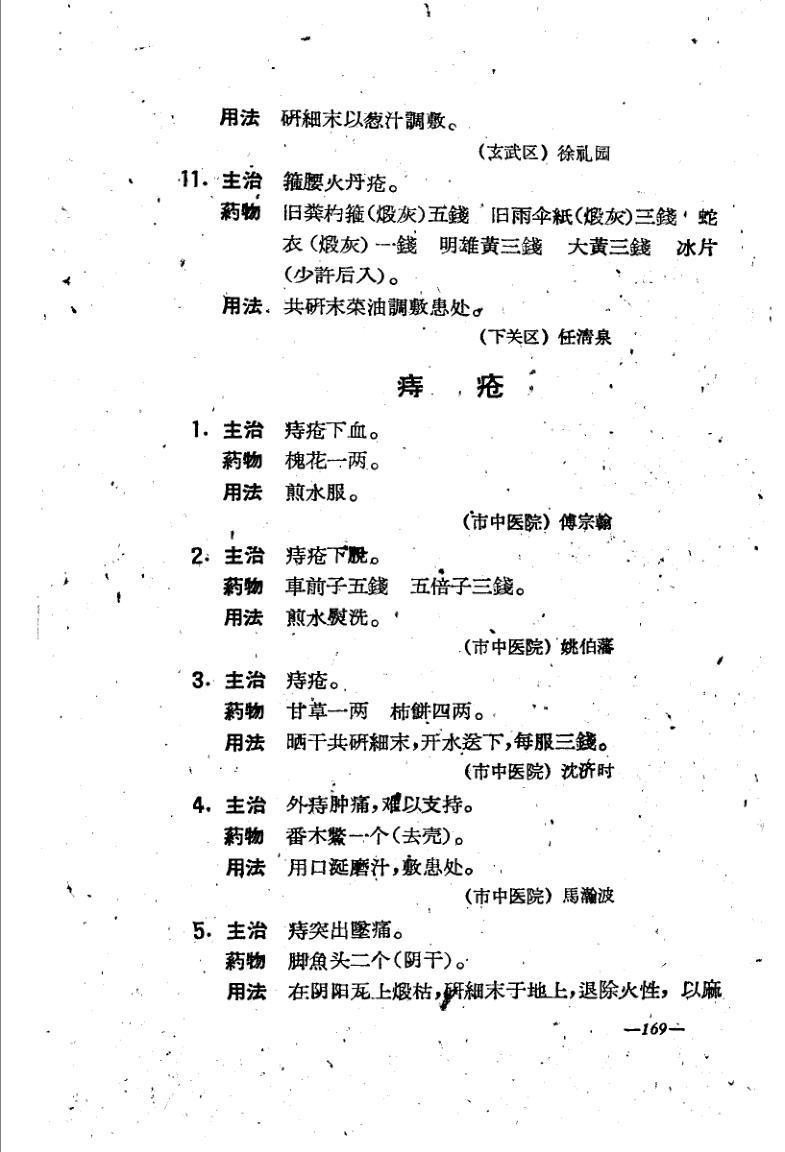 用法 研細末以葱汁調敷。
(玄武区)徐礼园
11. 主治 箍腰火丹疮。
葯物 旧粪杓箍(煅灰)五錢 旧雨伞紙(煅灰)三錢 蛇
衣(煅灰)一錢 明雄黃三錢 大黃三錢 冰片
(少許后入)。
用法 共研末菜油調敷患处。
(下关区)任清泉
痔 疮
1. 主治 痔疮下血。
葯物 槐花一两。
用法 煎水服。
(市中医院)傅宗翰
2. 主治 痔疮下脫。
葯物 車前子五錢 五倍子三錢。
用法 煎水熨洗。
(市中医院)姚伯藩
3. 主治 痔疮。
葯物 甘草一两 柿餅四两。
用法 晒干共研細末,开水送下,每服三錢。
(市中医院)沈济时
4. 主治 外痔肿痛,难以支持。
葯物 番木鱉一个(去壳)。
用法 用口涎磨汁,敷患处。
(市中医院)馬瀚波
5. 主治 痔突出墜痛。
葯物 脚魚头二个(阴干)。
用法 在阴阳瓦上煅枯,研細末于地上,退除火性,以麻
—169—